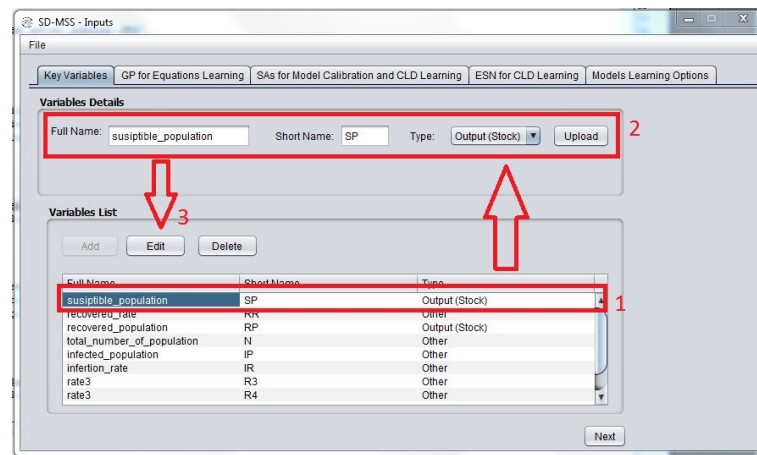 SD-MSS - Inputs
File
Key Variables GP for Equations Learning SAs for Model Calibration and CLD Learning ESN for CLD Learning Models Learning Options
Variables Details
Full Name: susiptible_population Short Name: SP Type: Output (Stock) Upload 2
3
Variables List
Add Edit Delete
Full Name Short Name Type
susiptible_population SP Output (Stock) 1
recovered_rate RR Other
recovered_population RP Output (Stock)
total_number_of_population N Other
infected_population IP Other
infertion_rate IR Other
rate3 R3 Other
rate3 R4 Other
Next